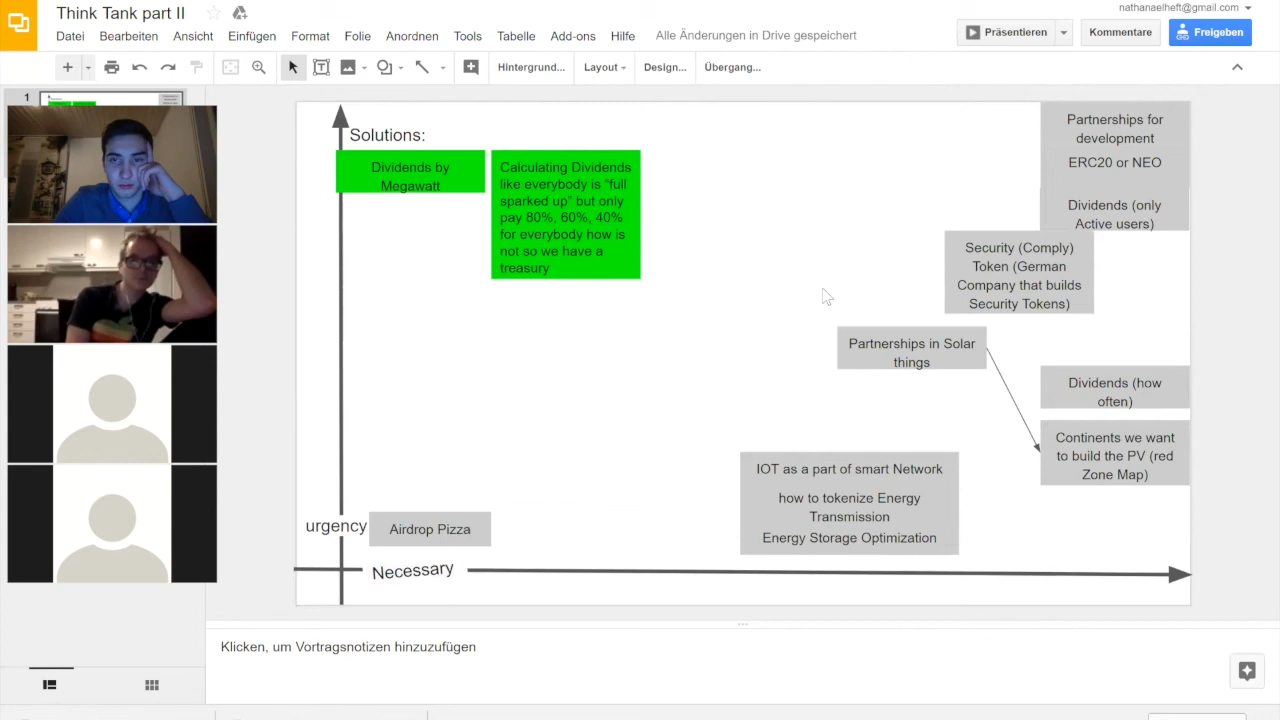 Think Tank part II
nathanaelheft@gmail.com
Datei Bearbeiten Ansicht Einfügen Format Folie Anordnen Tools Tabelle Add-ons Hilfe Alle Änderungen in Drive gespeichert
Präsentieren Kommentare Freigeben
Hintergrund... Layout Design... Übergang...
1
Solutions:
Dividends by
Megawatt
Calculating Dividends
like everybody is “full
sparked up” but only
pay 80%, 60%, 40%
for everybody how is
not so we have a
treasury
Partnerships for
development
ERC20 or NEO
Dividends (only
Active users)
Security (Comply)
Token (German
Company that builds
Security Tokens)
Partnerships in Solar
things
Dividends (how
often)
Continents we want
to build the PV (red
Zone Map)
IOT as a part of smart Network
how to tokenize Energy
Transmission
Energy Storage Optimization
urgency
Airdrop Pizza
Necessary
Klicken, um Vortragsnotizen hinzuzufügen